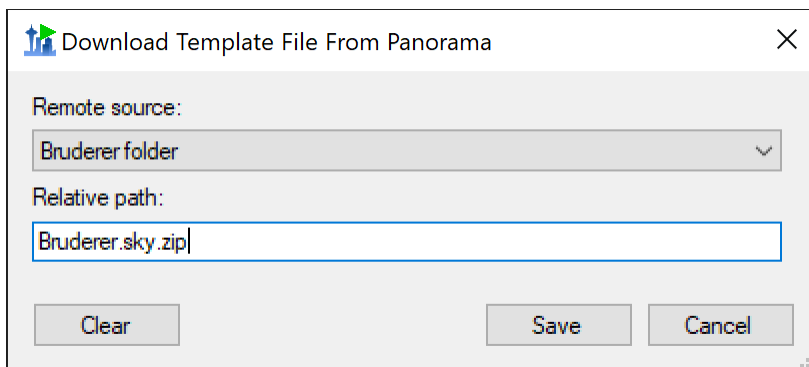 Download Template File From Panorama
Remote source:
Bruderer folder
Relative path:
Bruderer.sky.zip
Clear Save Cancel